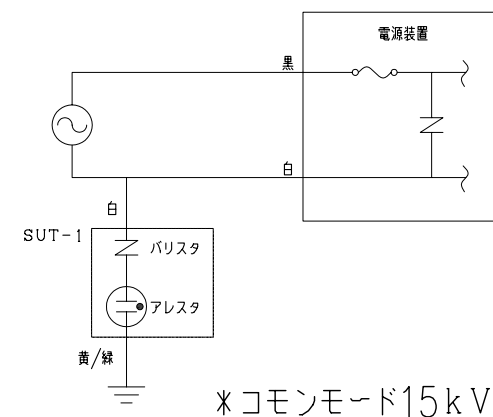 電源装置
黒
白
白
SUT-1
バリスタ
アレスタ
黄/緑
*コモンモード15kV